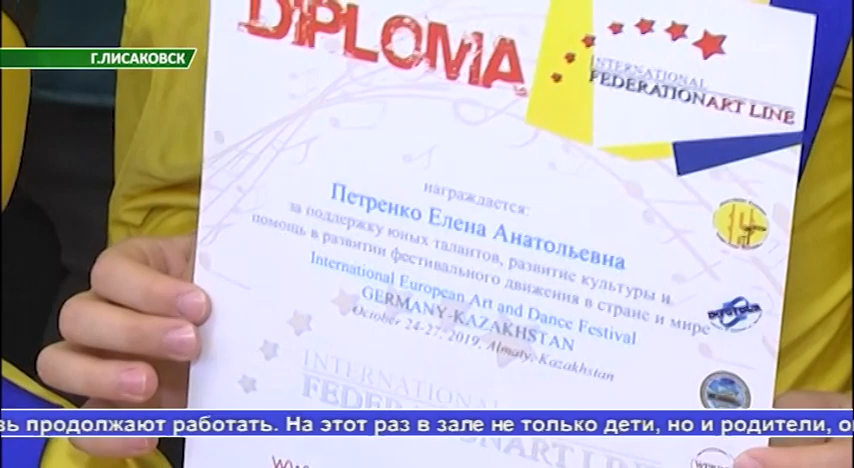 DIPLOMA
INTERNATIONAL
FEDERATIONART LINE
Г.ЛИСАКОВСК
награждается:
Петренко Елена Анатольевна
за поддержку юных талантов, развитие культуры и
помощь в развитии фестивального движения в стране и мире
International European Art and Dance Festival
GERMANY-KAZAKHSTAN
October 24-27, 2019, Almaty, Kazakhstan
INTERNATIONAL
продолжают работать. На этот раз в зале не только дети, но и родители,